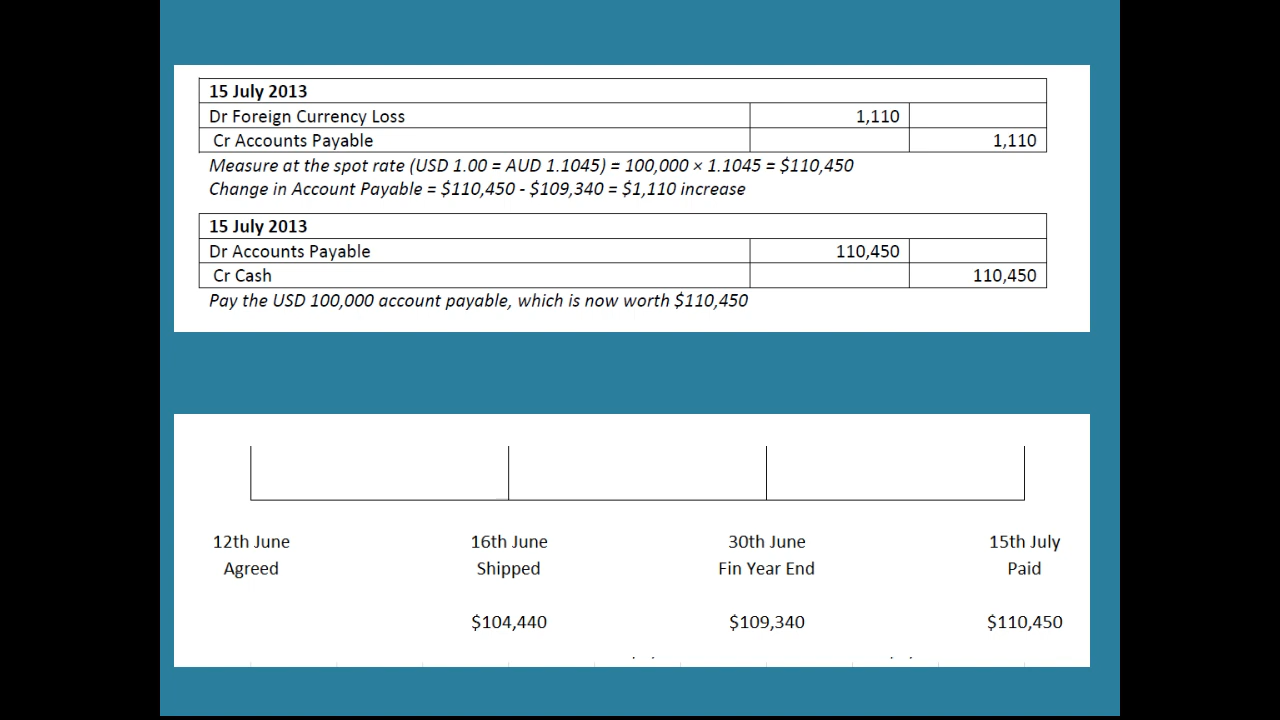 15 July 2013
Dr Foreign Currency Loss 1,110
Cr Accounts Payable 1,110
Measure at the spot rate (USD 1.00 = AUD 1.1045) = 100,000 × 1.1045 = $110,450
Change in Account Payable = $110,450 - $109,340 = $1,110 increase
15 July 2013
Dr Accounts Payable 110,450
Cr Cash 110,450
Pay the USD 100,000 account payable, which is now worth $110,450
12th June 16th June 30th June 15th July
Agreed Shipped Fin Year End Paid
$104,440 $109,340 $110,450